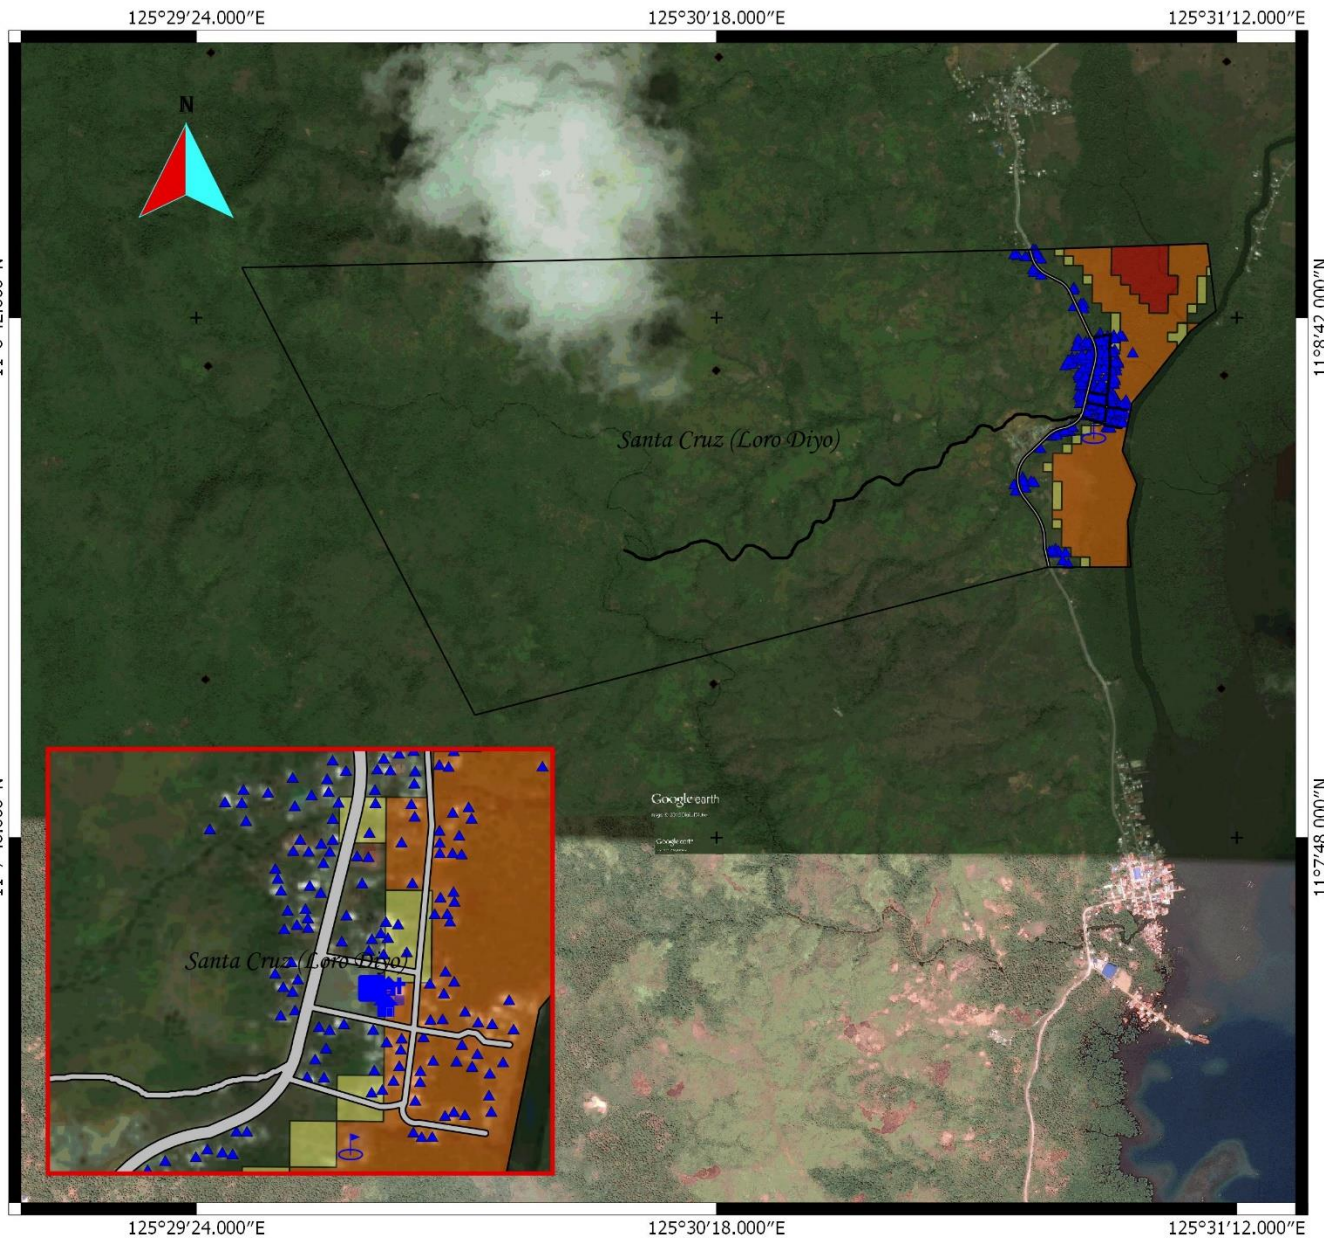 125°29′24.000″E 125°30′18.000″E 125°31′12.000″E
N
11°8′42.000″N
Santa Cruz (Loro Diyo)
Google earth
Google earth
11°7′48.000″N
Santa Cruz (Loro Diyo)
125°29′24.000″E 125°30′18.000″E 125°31′12.000″E